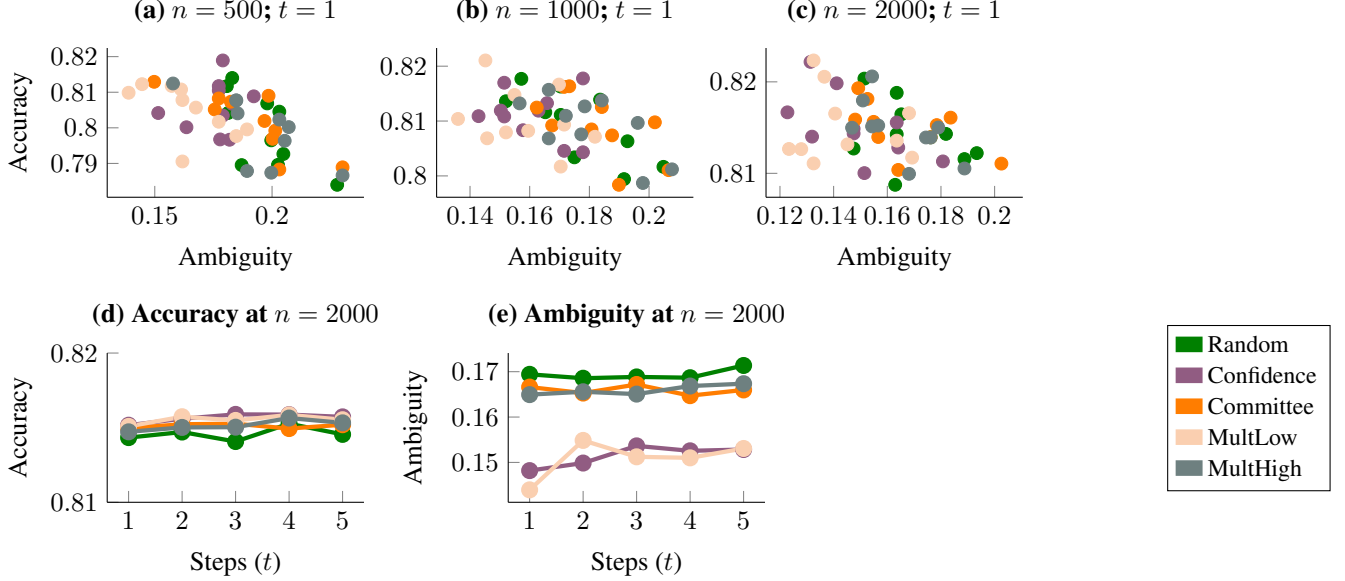 (a) n = 500; t = 1
(b) n = 1000; t = 1
(c) n = 2000; t = 1
Accuracy
0.82
0.81
0.8
0.79
0.15
0.2
Ambiguity
0.82
0.81
0.8
0.14
0.16
0.18
0.2
Ambiguity
0.82
0.81
0.12
0.14
0.16
0.18
0.2
Ambiguity
(d) Accuracy at n = 2000
(e) Ambiguity at n = 2000
Accuracy
0.82
0.81
1 2 3 4 5
Steps (t)
Ambiguity
0.17
0.16
0.15
1 2 3 4 5
Steps (t)
Random
Confidence
Committee
MultLow
MultHigh